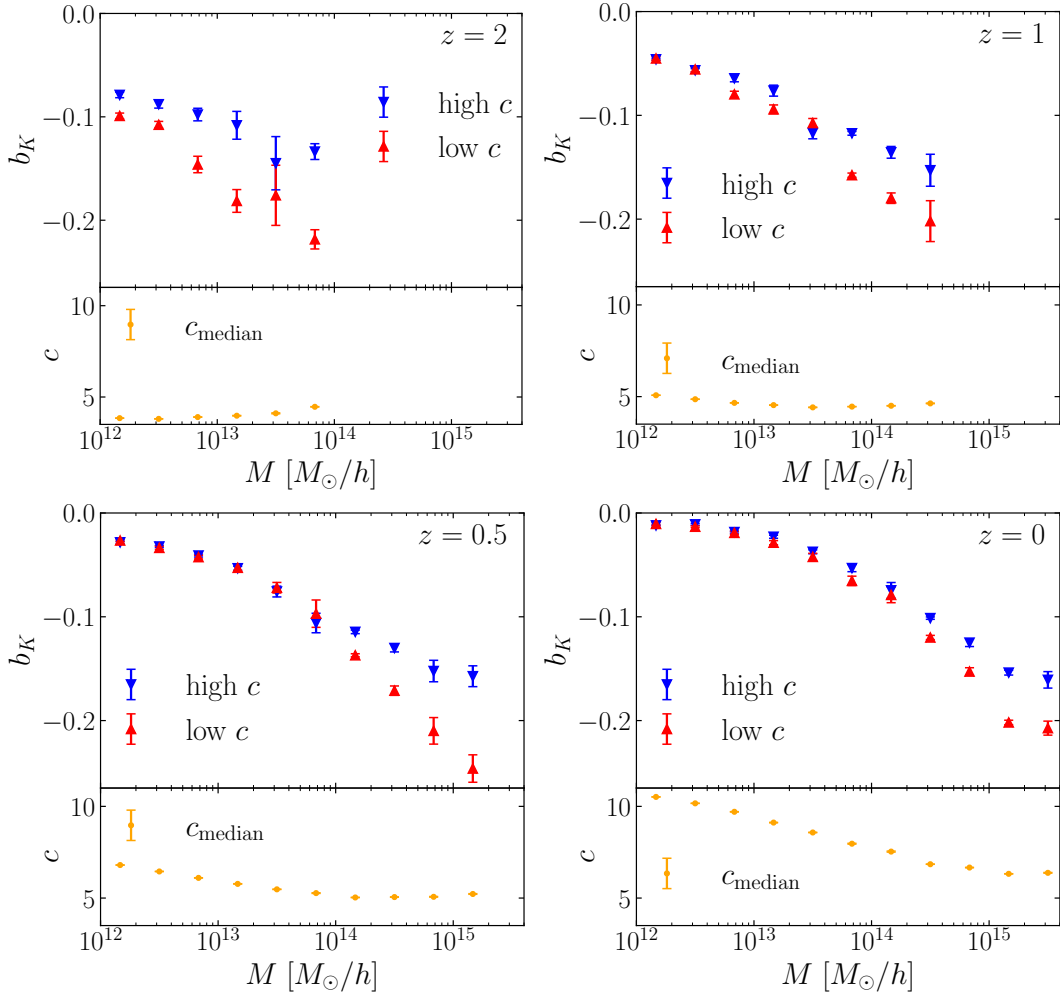 0.0
−0.1
−0.2
b_K
z = 2
high c
low c
10
5
c
c_median
10^12
10^13
10^14
10^15
M [M_⊙/h]
0.0
−0.1
−0.2
b_K
z = 1
high c
low c
10
5
c
c_median
10^12
10^13
10^14
10^15
M [M_⊙/h]
0.0
−0.1
−0.2
b_K
z = 0.5
high c
low c
10
5
c
c_median
10^12
10^13
10^14
10^15
M [M_⊙/h]
0.0
−0.1
−0.2
b_K
z = 0
high c
low c
10
5
c
c_median
10^12
10^13
10^14
10^15
M [M_⊙/h]